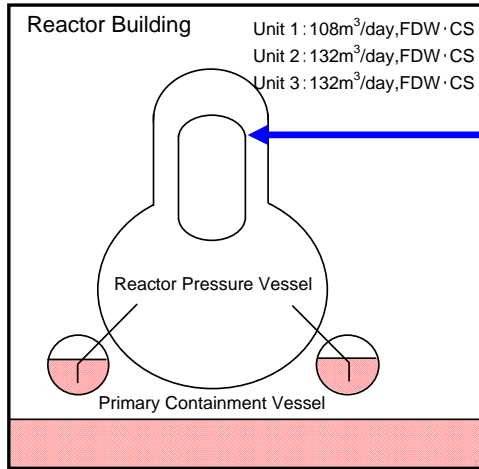 Reactor Building
Unit 1：108m³/day,FDW･CS
Unit 2：132m³/day,FDW･CS
Unit 3：132m³/day,FDW･CS
Reactor Pressure Vessel
Primary Containment Vessel